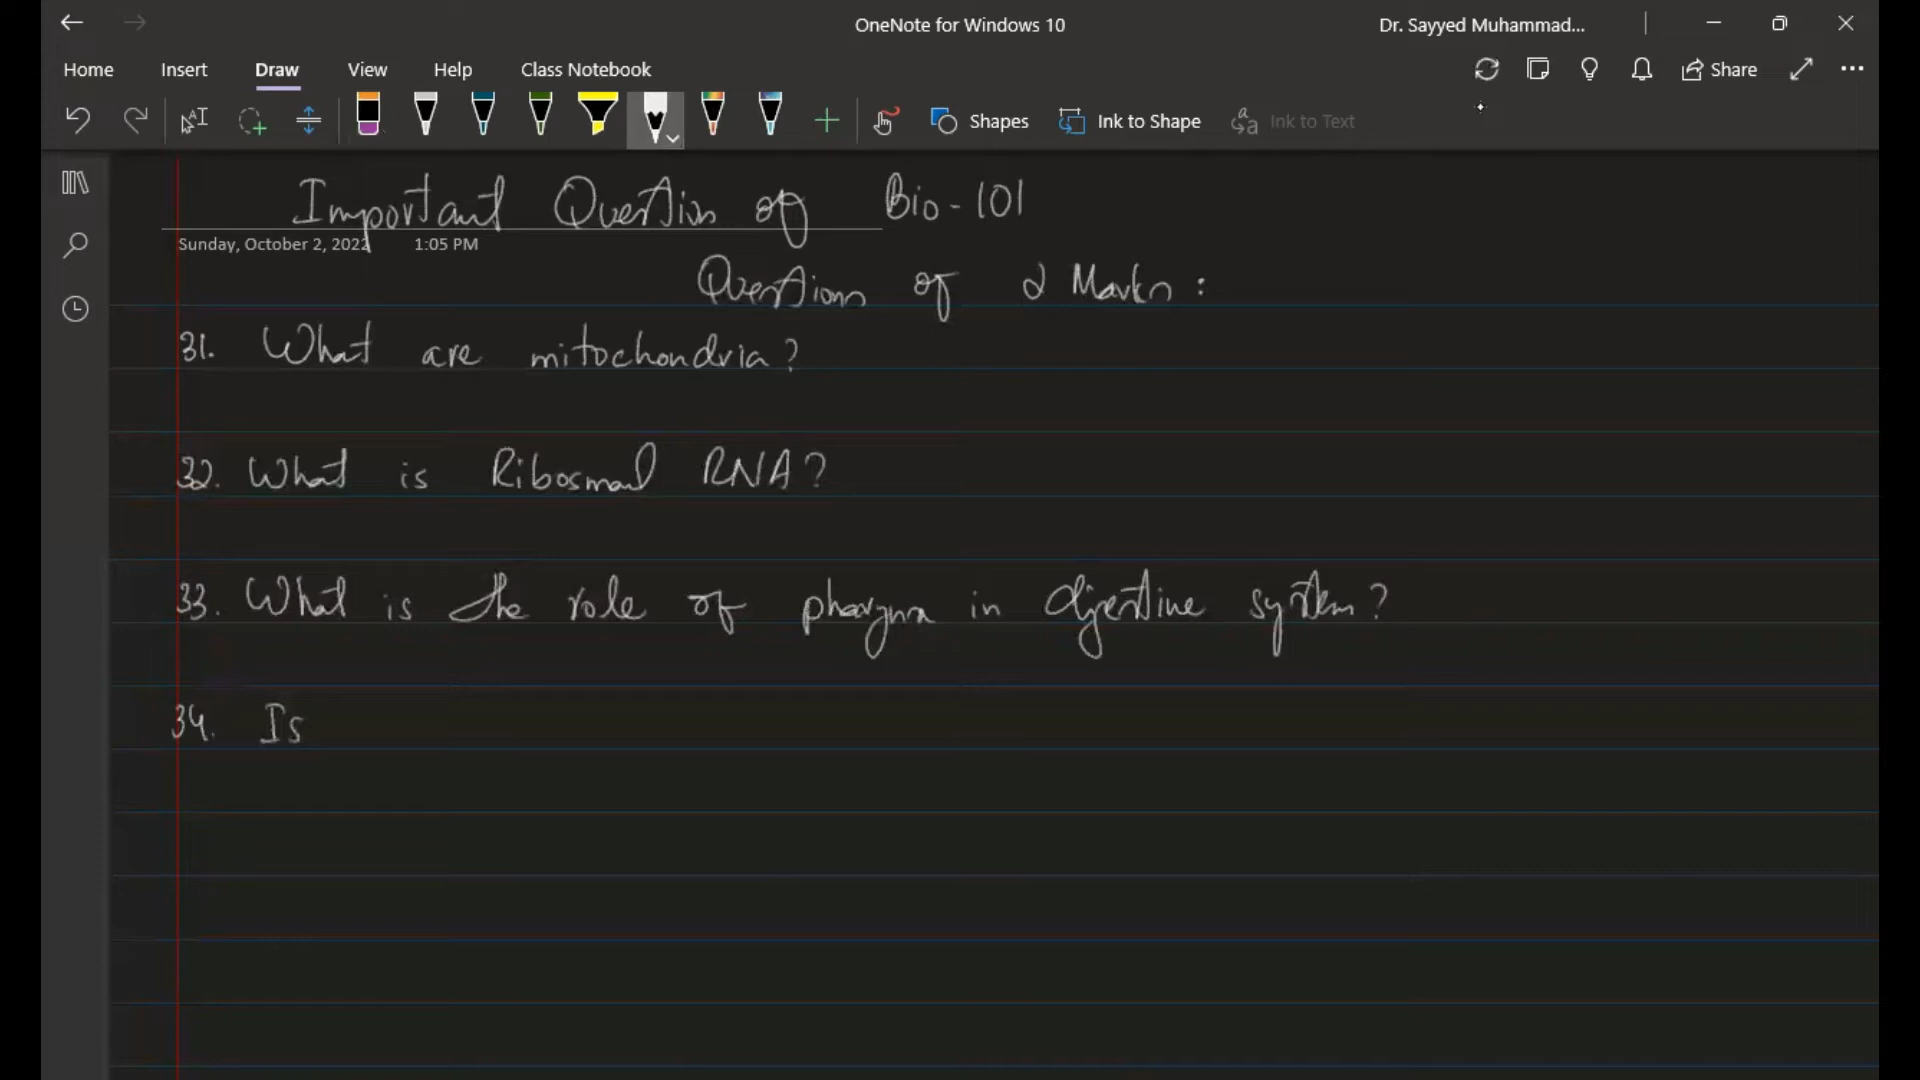 OneNote for Windows 10
Dr. Sayyed Muhammad...
Home Insert Draw View Help Class Notebook
Share
Shapes Ink to Shape Ink to Text
Important Question of Bio-101
Sunday, October 2, 2022 1:05 PM
Questions of 2 Marks :
31. What are mitochondria?
32. What is Ribosmal RNA?
33. What is the role of in digestive system?
34. Is